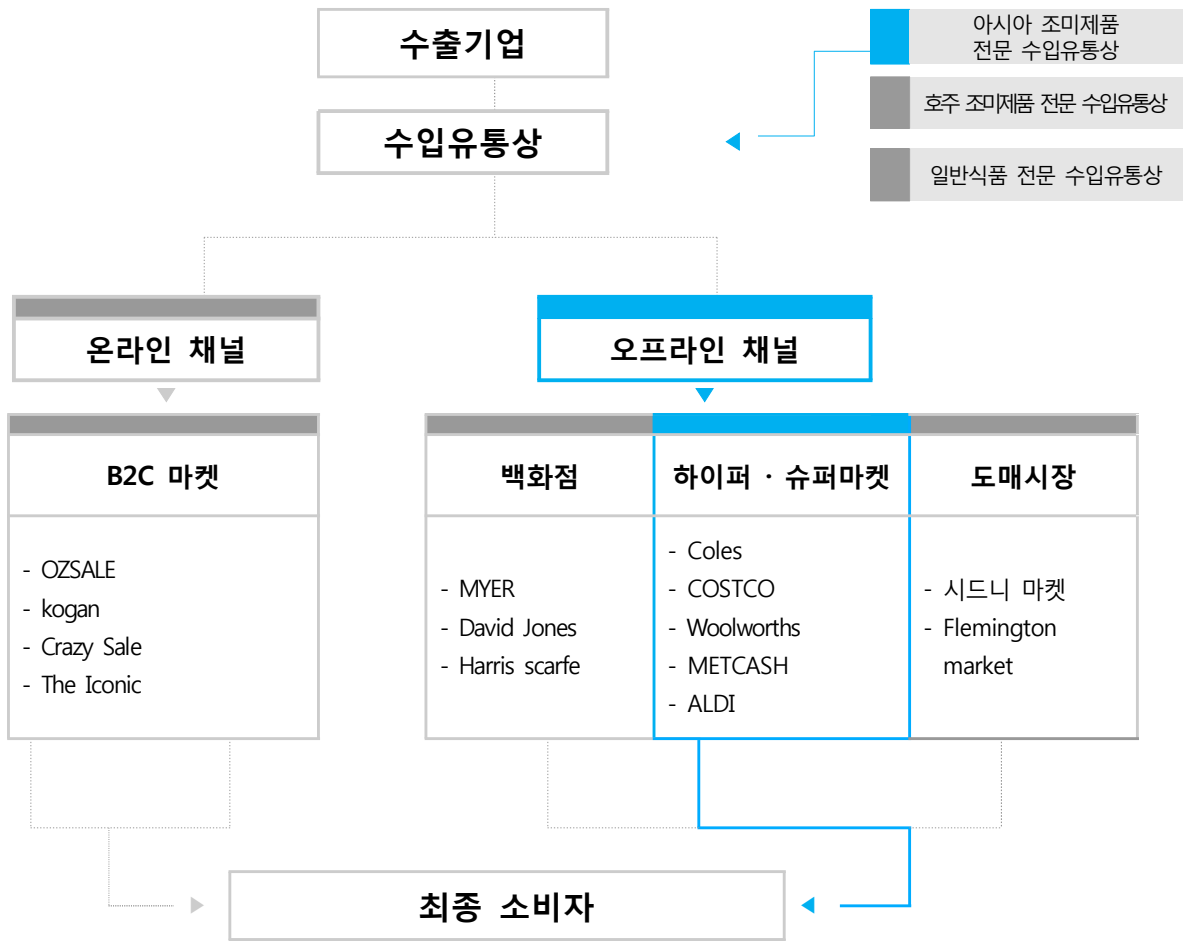 수출기업
수입유통상
아시아 조미제품
전문 수입유통상
호주 조미제품 전문 수입유통상
일반식품 전문 수입유통상
온라인 채널
오프라인 채널
B2C 마켓
- OZSALE
- kogan
- Crazy Sale
- The Iconic
백화점
- MYER
- David Jones
- Harris scarfe
하이퍼 · 슈퍼마켓
- Coles
- COSTCO
- Woolworths
- METCASH
- ALDI
도매시장
- 시드니 마켓
- Flemington
market
최종 소비자